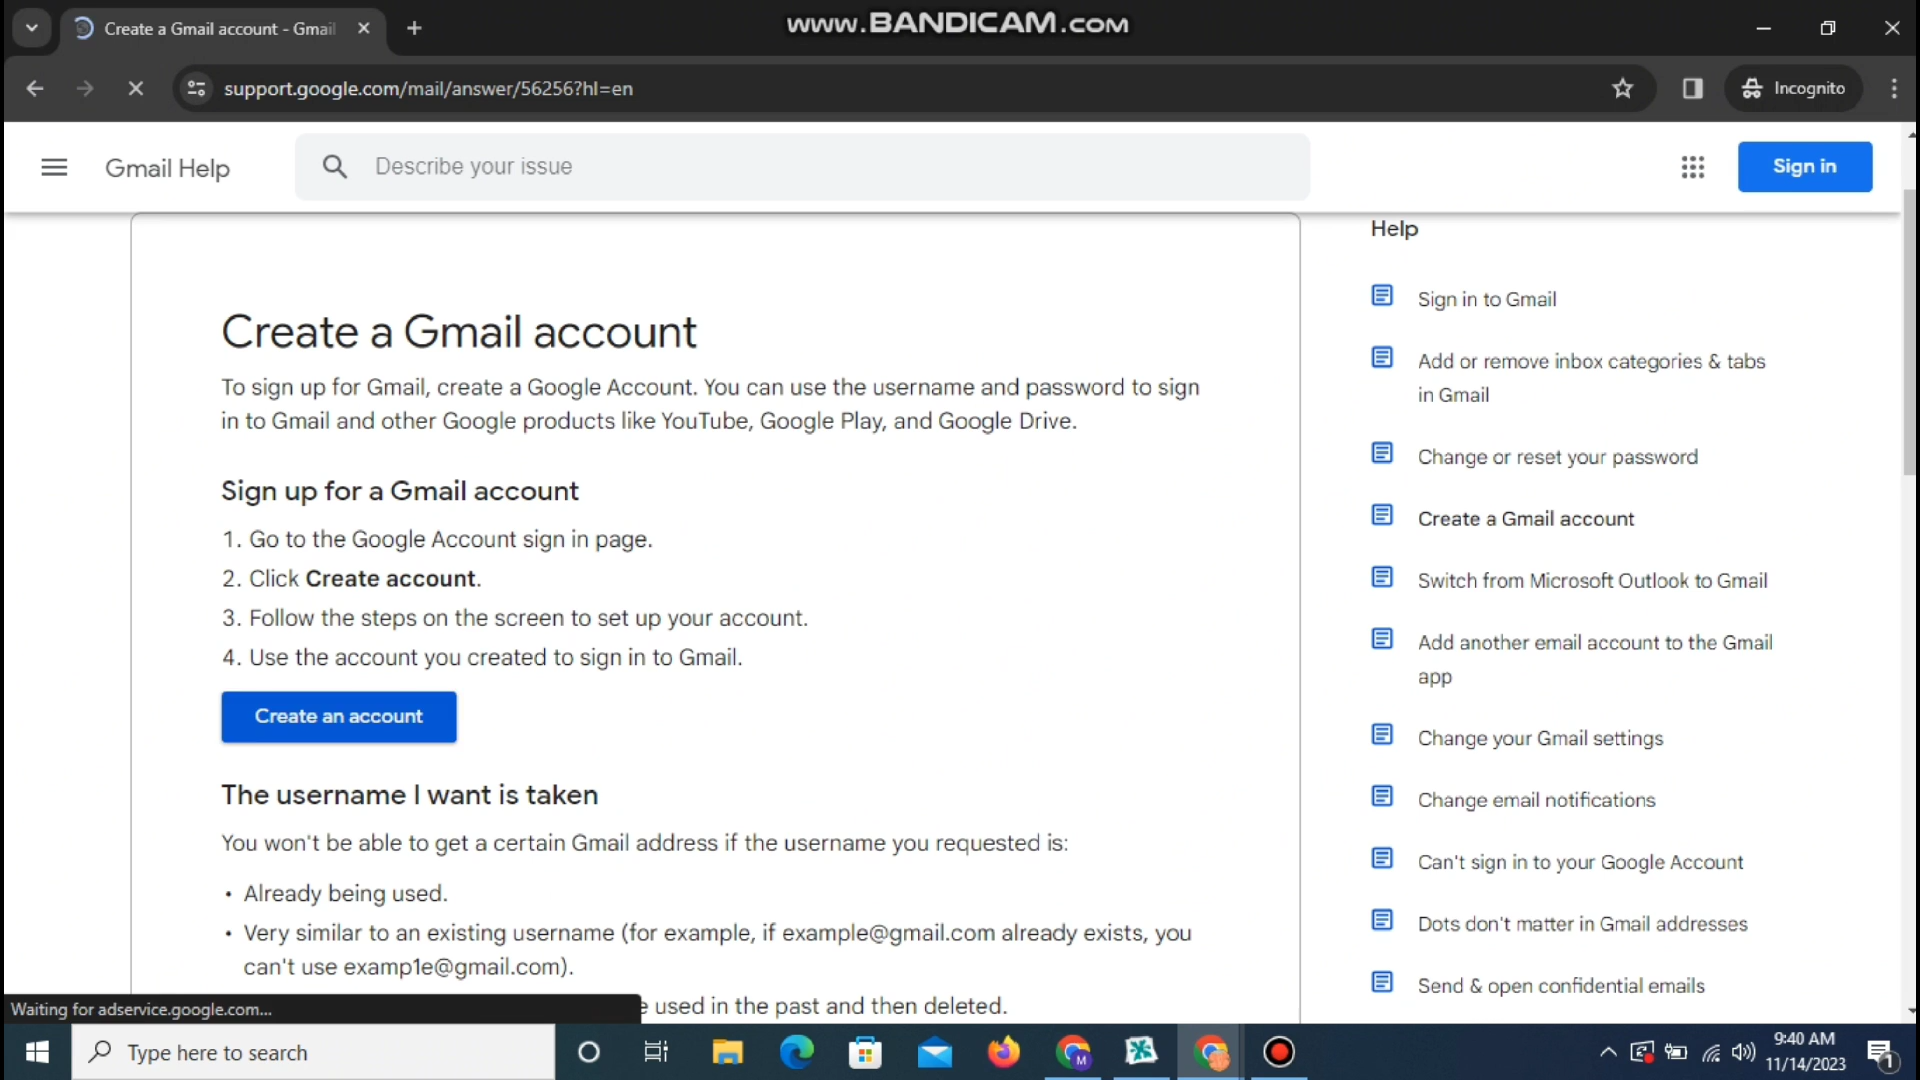 Create a Gmail account - Gmail
www.BANDICAM.com
support.google.com/mail/answer/56256?hl=en
Incognito
Gmail Help
Describe your issue
Sign in
Help
Create a Gmail account
To sign up for Gmail, create a Google Account. You can use the username and password to sign
in to Gmail and other Google products like YouTube, Google Play, and Google Drive.
Sign up for a Gmail account
1. Go to the Google Account sign in page.
2. Click Create account.
3. Follow the steps on the screen to set up your account.
4. Use the account you created to sign in to Gmail.
Create an account
The username I want is taken
You won't be able to get a certain Gmail address if the username you requested is:
• Already being used.
• Very similar to an existing username (for example, if example@gmail.com already exists, you
can't use examp1e@gmail.com).
e used in the past and then deleted.
Sign in to Gmail
Add or remove inbox categories & tabs
in Gmail
Change or reset your password
Create a Gmail account
Switch from Microsoft Outlook to Gmail
Add another email account to the Gmail
app
Change your Gmail settings
Change email notifications
Can't sign in to your Google Account
Dots don't matter in Gmail addresses
Send & open confidential emails
Waiting for adservice.google.com...
Type here to search
M
9:40 AM
11/14/2023
1